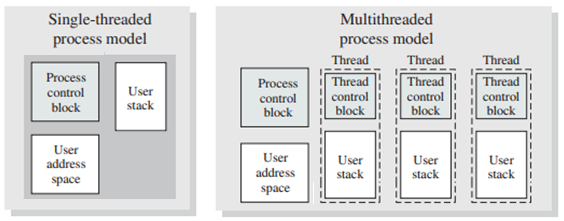 Single-threaded
process model
Process
control
block
User
stack
User
address
space
Multithreaded
process model
Process
control
block
User
address
space
Thread
Thread
control
block
User
stack
Thread
Thread
control
block
User
stack
Thread
Thread
control
block
User
stack